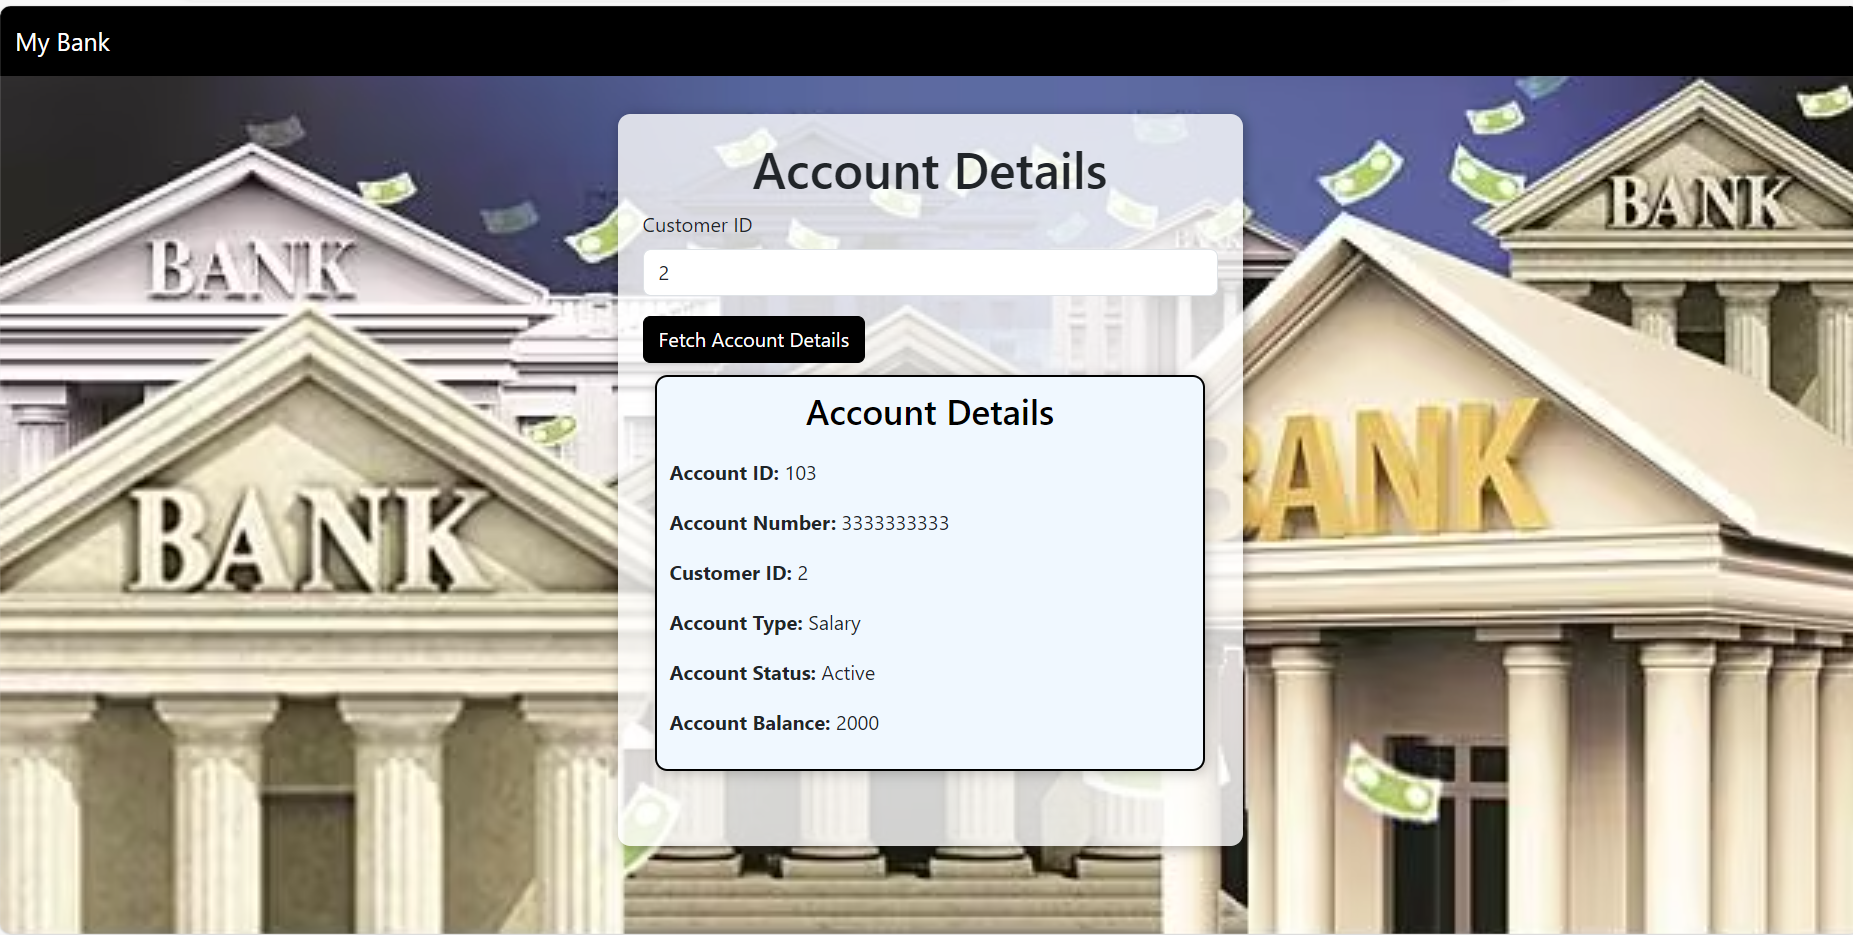 My Bank
Account Details
Customer ID
2
Fetch Account Details
Account Details
Account ID: 103
Account Number: 3333333333
Customer ID: 2
Account Type: Salary
Account Status: Active
Account Balance: 2000
BANK
BANK
BANK
BANK
BANK